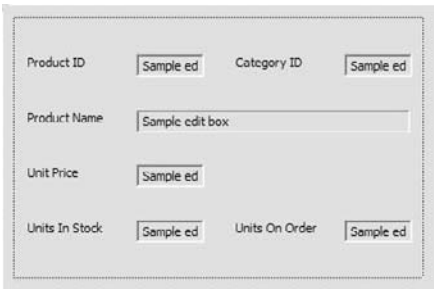 Product ID Sample ed Category ID Sample ed
Product Name Sample edit box
Unit Price Sample ed
Units In Stock Sample ed Units On Order Sample ed